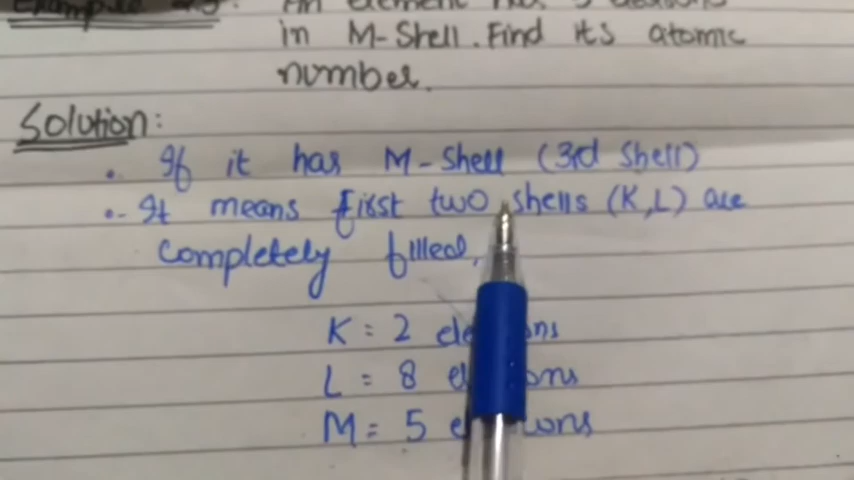 Example
in M-Shell. Find its atomic
number.
Solution:
If it has M-Shell (3rd Shell)
It means first two shells (K,L) are
completely filled,
K = 2
L = 8
M = 5